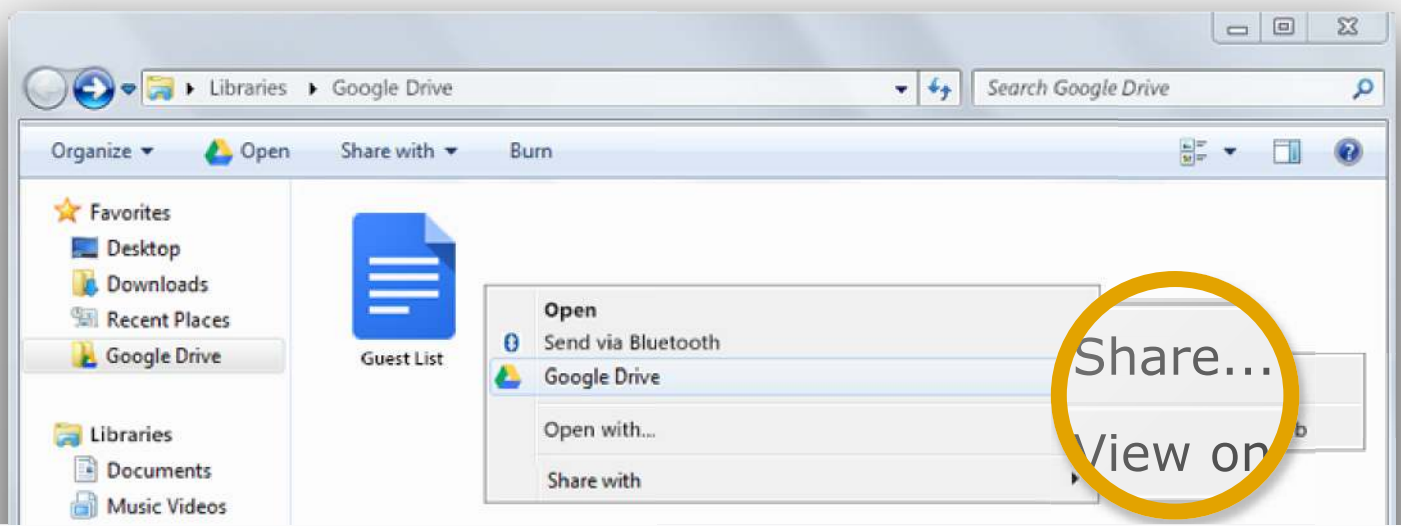 Libraries Google Drive
Search Google Drive
Organize Open Share with Burn
Favorites
Desktop
Downloads
Recent Places
Google Drive
Libraries
Documents
Music Videos
Guest List
Open
Send via Bluetooth
Google Drive
Open with...
Share with
Share...
View on